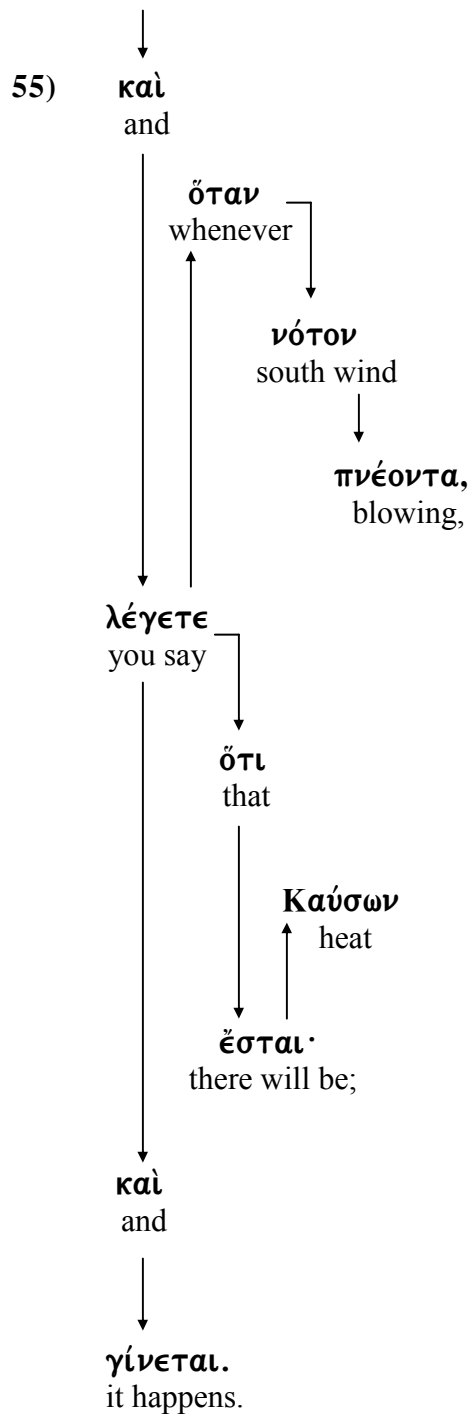 55) καὶ
and
ὅταν
whenever
νότον
south wind
πνέοντα,
blowing,
λέγετε
you say
ὅτι
that
Καύσων
heat
ἔσται·
there will be;
καὶ
and
γίνεται.
it happens.